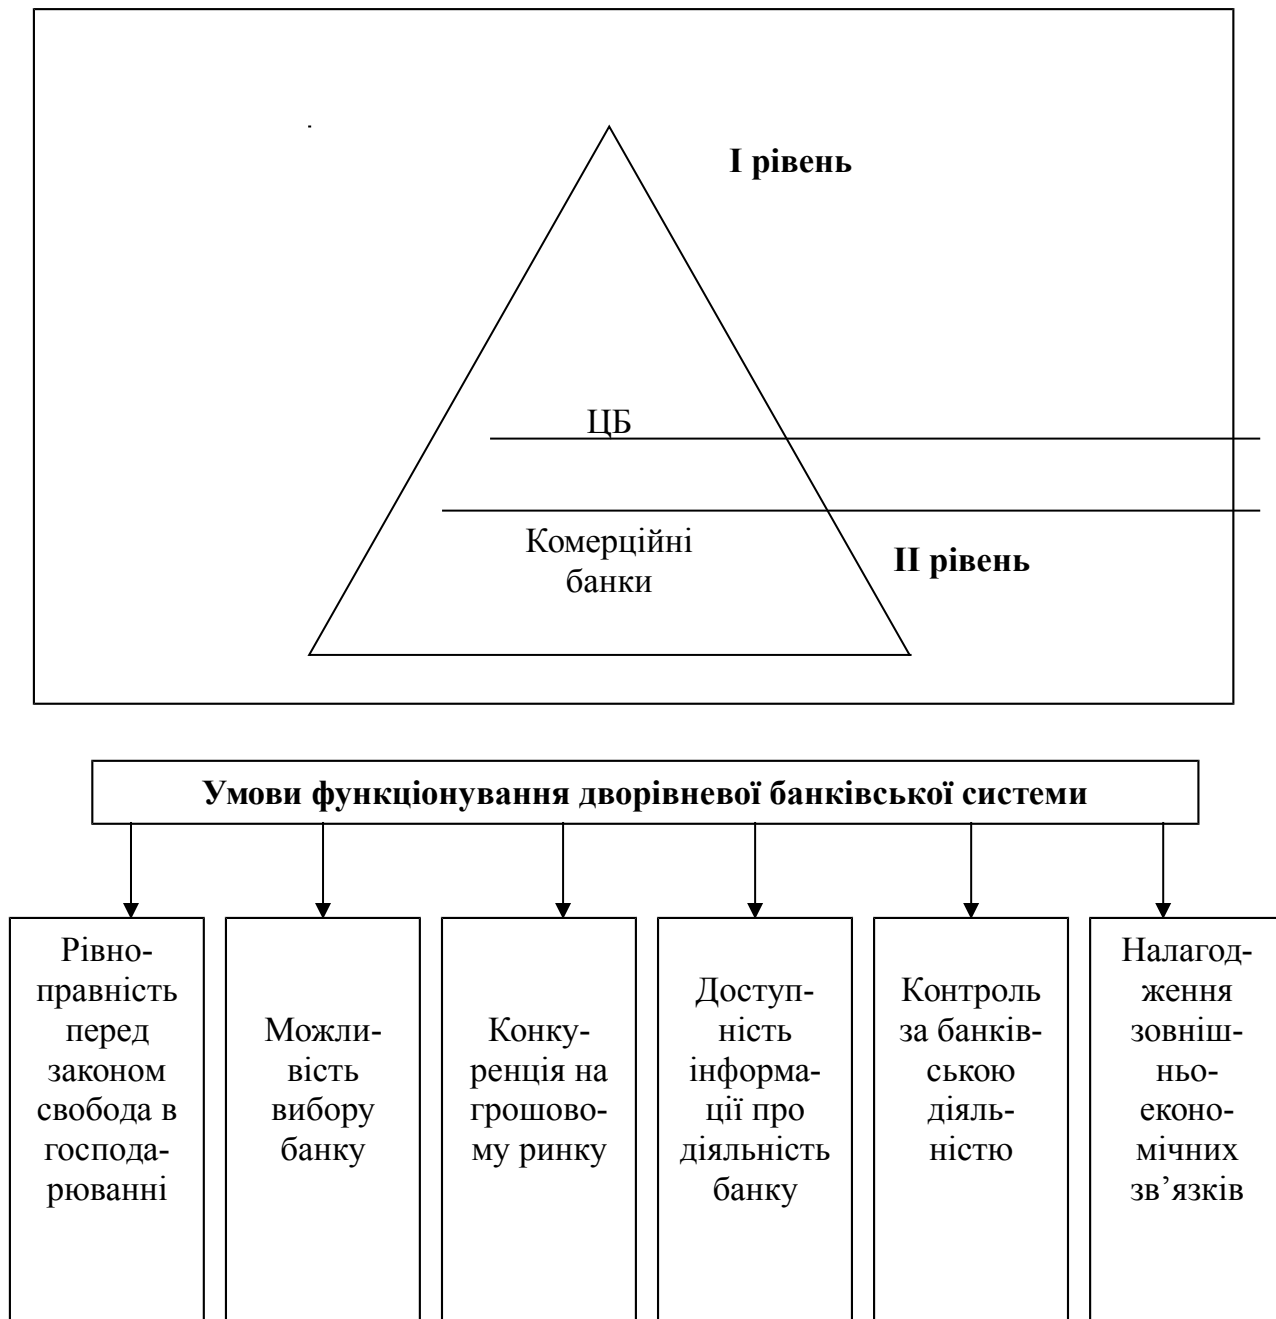 І рівень
ЦБ
Комерційні
банки
ІІ рівень
Умови функціонування дворівневої банківської системи
Рівно-
правність
перед
законом
свобода в
господа-
рюванні
Можли-
вість
вибору
банку
Конку-
ренція на
грошово-
му ринку
Доступ-
ність
інформа-
ції про
діяльність
банку
Контроль
за банків-
ською
діяль-
ністю
Налагод-
ження
зовніш-
ньо-
еконо-
мічних
зв’язків